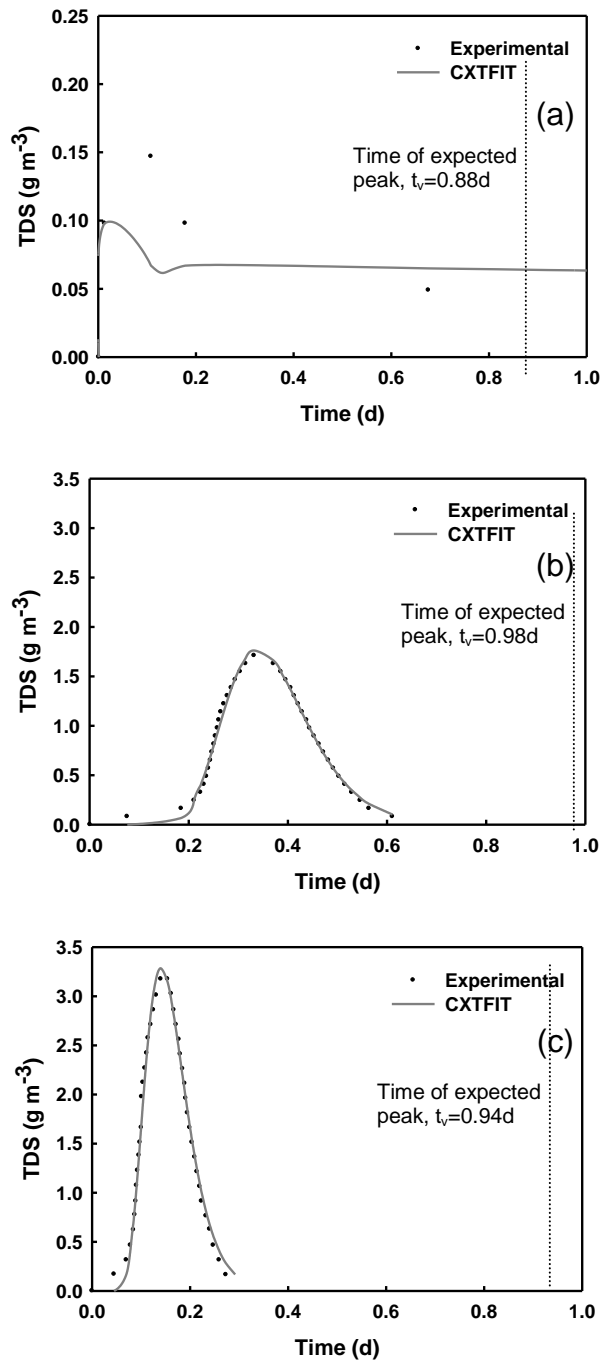 0.25
Experimental
CXTFIT
0.20
(a)
0.15
Time of expected
peak, tᵥ=0.88d
TDS (g m⁻³)
0.10
0.05
0.00
0.0 0.2 0.4 0.6 0.8 1.0
Time (d)
3.5
Experimental
3.0
CXTFIT
(b)
2.5
Time of expected
peak, tᵥ=0.98d
2.0
TDS (g m⁻³)
1.5
1.0
0.5
0.0
0.0 0.2 0.4 0.6 0.8 1.0
Time (d)
3.5
Experimental
3.0
CXTFIT
(c)
2.5
Time of expected
peak, tᵥ=0.94d
2.0
TDS (g m⁻³)
1.5
1.0
0.5
0.0
0.0 0.2 0.4 0.6 0.8 1.0
Time (d)